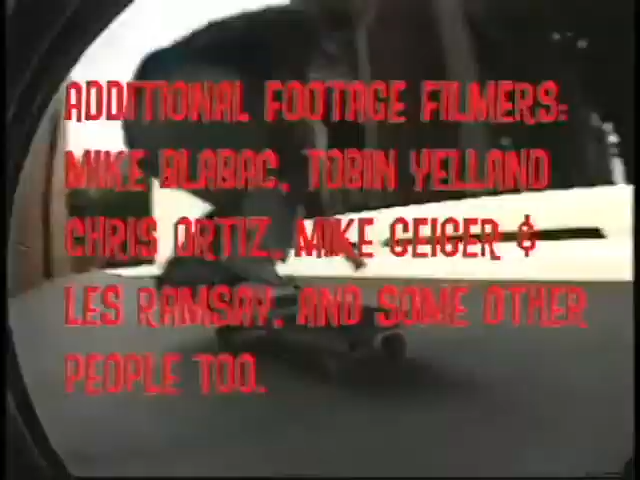 ADDITIONAL FOOTAGE FILMERS:
MIKE BLABAC, TOBIN YELLAND
CHRIS ORTIZ, MIKE GEIGER &
LES RAMSAY, AND SOME OTHER
PEOPLE TOO.